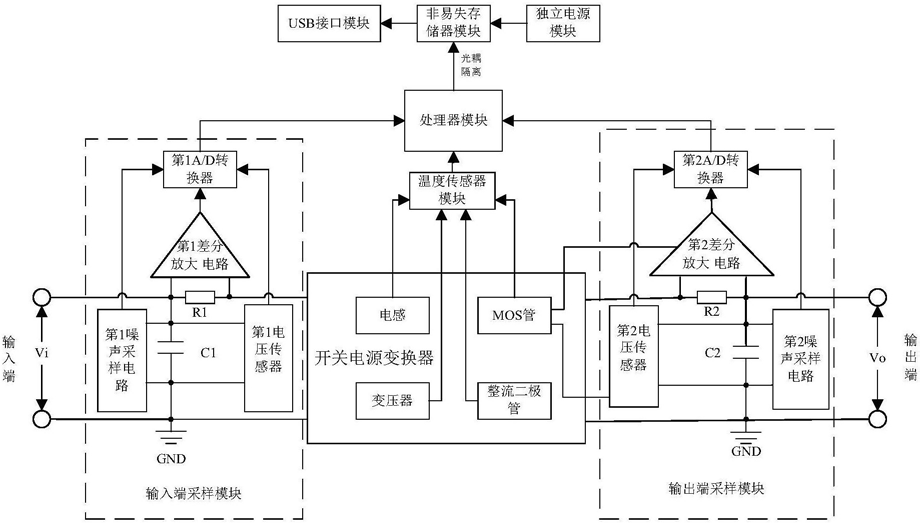 USB接口模块
非易失存
储器模块
独立电源
模块
光耦
隔离
处理器模块
第1A/D转
换器
温度传感器
模块
第2A/D转
换器
第1差分
放大 电路
第2差分
放大 电路
R1
R2
输入端
Vi
第1噪
声采样
电路
C1
第1电
压传感
器
电感
MOS管
开关电源变换器
变压器
整流二极
管
第2电
压传感
器
C2
第2噪
声采样
电路
Vo
输出端
GND
GND
输入端采样模块
输出端采样模块